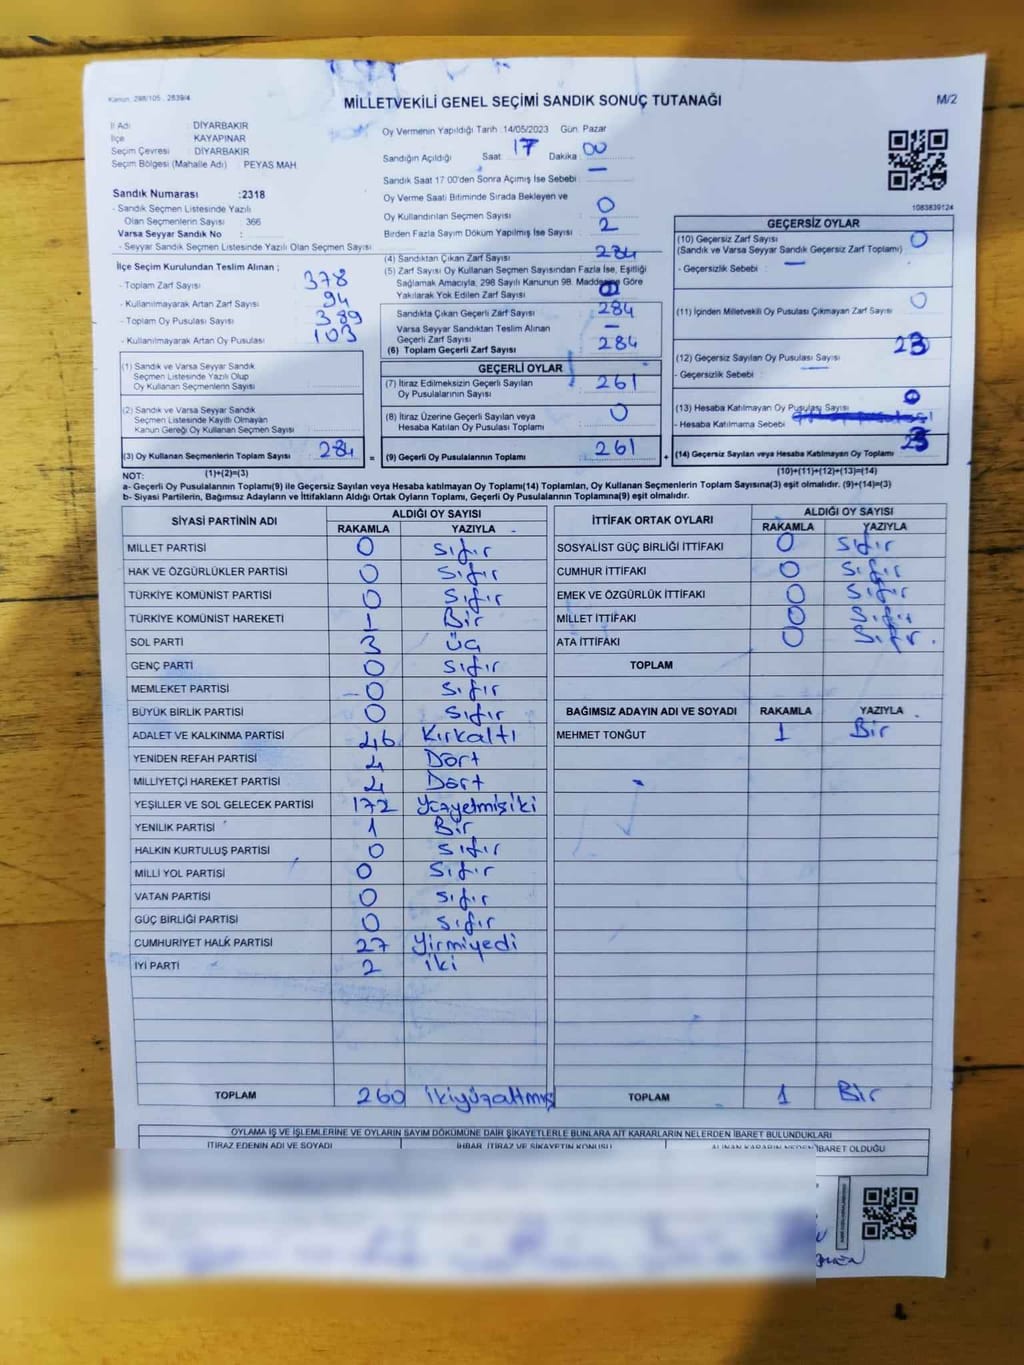 Kanun: 298/105 , 2839/4
MİLLETVEKİLİ GENEL SEÇİMİ SANDIK SONUÇ TUTANAĞI
M/2
İl Adı : DİYARBAKIR
İlçe : KAYAPINAR
Seçim Çevresi : DİYARBAKIR
Seçim Bölgesi (Mahalle Adı) : PEYAS MAH.
Sandık Numarası :2318
- Sandık Seçmen Listesinde Yazılı
Olan Seçmenlerin Sayısı : 366
Varsa Seyyar Sandık No :
- Seyyar Sandık Seçmen Listesinde Yazılı Olan Seçmen Sayısı
Oy Vermenin Yapıldığı Tarih :14/05/2023 Gün: Pazar
Sandığın Açıldığı Saat 17 Dakika 00
Sandık Saat 17:00'den Sonra Açılmış İse Sebebi : —
Oy Verme Saati Bitiminde Sırada Bekleyen ve
Oy Kullandırılan Seçmen Sayısı : 0
Birden Fazla Sayım Döküm Yapılmış İse Sayısı : 2
1083839124
İlçe Seçim Kurulundan Teslim Alınan ;
- Toplam Zarf Sayısı : 378
- Kullanılmayarak Artan Zarf Sayısı : 94
- Toplam Oy Pusulası Sayısı : 389
- Kullanılmayarak Artan Oy Pusulası : 103
(4) Sandıktan Çıkan Zarf Sayısı : 284
(5) Zarf Sayısı Oy Kullanan Seçmen Sayısından Fazla İse, Eşitliği
Sağlamak Amacıyla, 298 Sayılı Kanunun 98. Maddesine Göre
Yakılarak Yok Edilen Zarf Sayısı 0
Sandıkta Çıkan Geçerli Zarf Sayısı : 284
Varsa Seyyar Sandıktan Teslim Alınan
Geçerli Zarf Sayısı : —
(6) Toplam Geçerli Zarf Sayısı : 284
GEÇERSİZ OYLAR
(10) Geçersiz Zarf Sayısı 0
(Sandık ve Varsa Seyyar Sandık Geçersiz Zarf Toplamı)
- Geçersizlik Sebebi : —
(11) İçinden Milletvekili Oy Pusulası Çıkmayan Zarf Sayısı 0
(12) Geçersiz Sayılan Oy Pusulası Sayısı 23
- Geçersizlik Sebebi : —
(13) Hesaba Katılmayan Oy Pusulası Sayısı 0
- Hesaba Katılmama Sebebi
(14) Geçersiz Sayılan veya Hesaba Katılmayan Oy Toplamı 23
(1) Sandık ve Varsa Seyyar Sandık
Seçmen Listesinde Yazılı Olup
Oy Kullanan Seçmenlerin Sayısı :
(2) Sandık ve Varsa Seyyar Sandık
Seçmen Listesinde Kayıtlı Olmayan
Kanun Gereği Oy Kullanan Seçmen Sayısı :
(3) Oy Kullanan Seçmenlerin Toplam Sayısı : 284
GEÇERLİ OYLAR
(7) İtiraz Edilmeksizin Geçerli Sayılan
Oy Pusulalarının Sayısı : 261
(8) İtiraz Üzerine Geçerli Sayılan veya
Hesaba Katılan Oy Pusulası Toplamı : 0
= (9) Geçerli Oy Pusulalarının Toplamı : 261 +
NOT: (1)+(2)=(3)
(10)+(11)+(12)+(13)=(14)
a- Geçerli Oy Pusulalarının Toplamı(9) ile Geçersiz Sayılan veya Hesaba katılmayan Oy Toplamı(14) Toplamları, Oy Kullanan Seçmenlerin Toplam Sayısına(3) eşit olmalıdır. (9)+(14)=(3)
b- Siyasi Partilerin, Bağımsız Adayların ve İttifakların Aldığı Ortak Oyların Toplamı, Geçerli Oy Pusulalarının Toplamına(9) eşit olmalıdır.
SİYASİ PARTİNİN ADI ALDIĞI OY SAYISI
RAKAMLA YAZIYLA
MİLLET PARTİSİ 0 Sıfır
HAK VE ÖZGÜRLÜKLER PARTİSİ 0 Sıfır
TÜRKİYE KOMÜNİST PARTİSİ 0 Sıfır
TÜRKİYE KOMÜNİST HAREKETİ 1 Bir
SOL PARTİ 3 Üç
GENÇ PARTİ 0 Sıfır
MEMLEKET PARTİSİ 0 Sıfır
BÜYÜK BİRLİK PARTİSİ 0 Sıfır
ADALET VE KALKINMA PARTİSİ 46 Kırkaltı
YENİDEN REFAH PARTİSİ 4 Dört
MİLLİYETÇİ HAREKET PARTİSİ 4 Dört
YEŞİLLER VE SOL GELECEK PARTİSİ 172 Yüzyetmişiki
YENİLİK PARTİSİ 1 Bir
HALKIN KURTULUŞ PARTİSİ 0 Sıfır
MİLLİ YOL PARTİSİ 0 Sıfır
VATAN PARTİSİ 0 Sıfır
GÜÇ BİRLİĞİ PARTİSİ 0 Sıfır
CUMHURİYET HALK PARTİSİ 27 Yirmiyedi
İYİ PARTİ 2 iki
TOPLAM 260 ikiyüzaltmış
İTTİFAK ORTAK OYLARI ALDIĞI OY SAYISI
RAKAMLA YAZIYLA
SOSYALİST GÜÇ BİRLİĞİ İTTİFAKI 0 Sıfır
CUMHUR İTTİFAKI 0 Sıfır
EMEK VE ÖZGÜRLÜK İTTİFAKI 0 Sıfır
MİLLET İTTİFAKI 0 Sıfır
ATA İTTİFAKI 0 Sıfır.
TOPLAM
BAĞIMSIZ ADAYIN ADI VE SOYADI RAKAMLA YAZIYLA
MEHMET TONĞUT 1 Bir
TOPLAM 1 Bir
OYLAMA İŞ VE İŞLEMLERİNE VE OYLARIN SAYIM DÖKÜMÜNE DAİR ŞİKAYETLERLE BUNLARA AİT KARARLARIN NELERDEN İBARET BULUNDUKLARI
İTİRAZ EDENİN ADI VE SOYADI İHBAR, İTİRAZ VE ŞİKAYETİN KONUSU ALINAN KARARIN NEDEN İBARET OLDUĞU